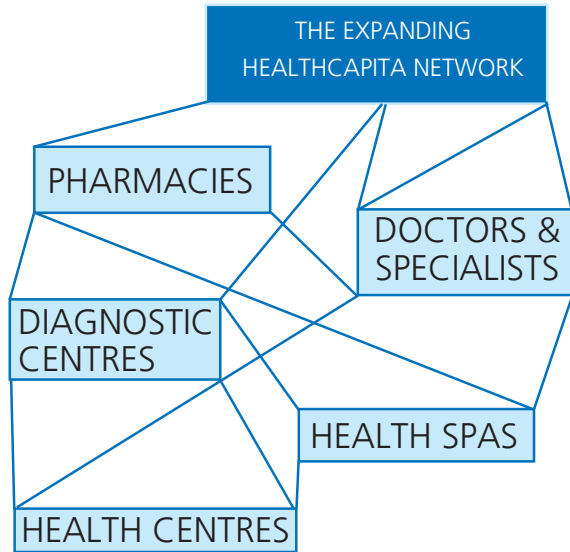 THE EXPANDING
HEALTHCAPITA NETWORK
PHARMACIES
DOCTORS &
SPECIALISTS
DIAGNOSTIC
CENTRES
HEALTH SPAS
HEALTH CENTRES